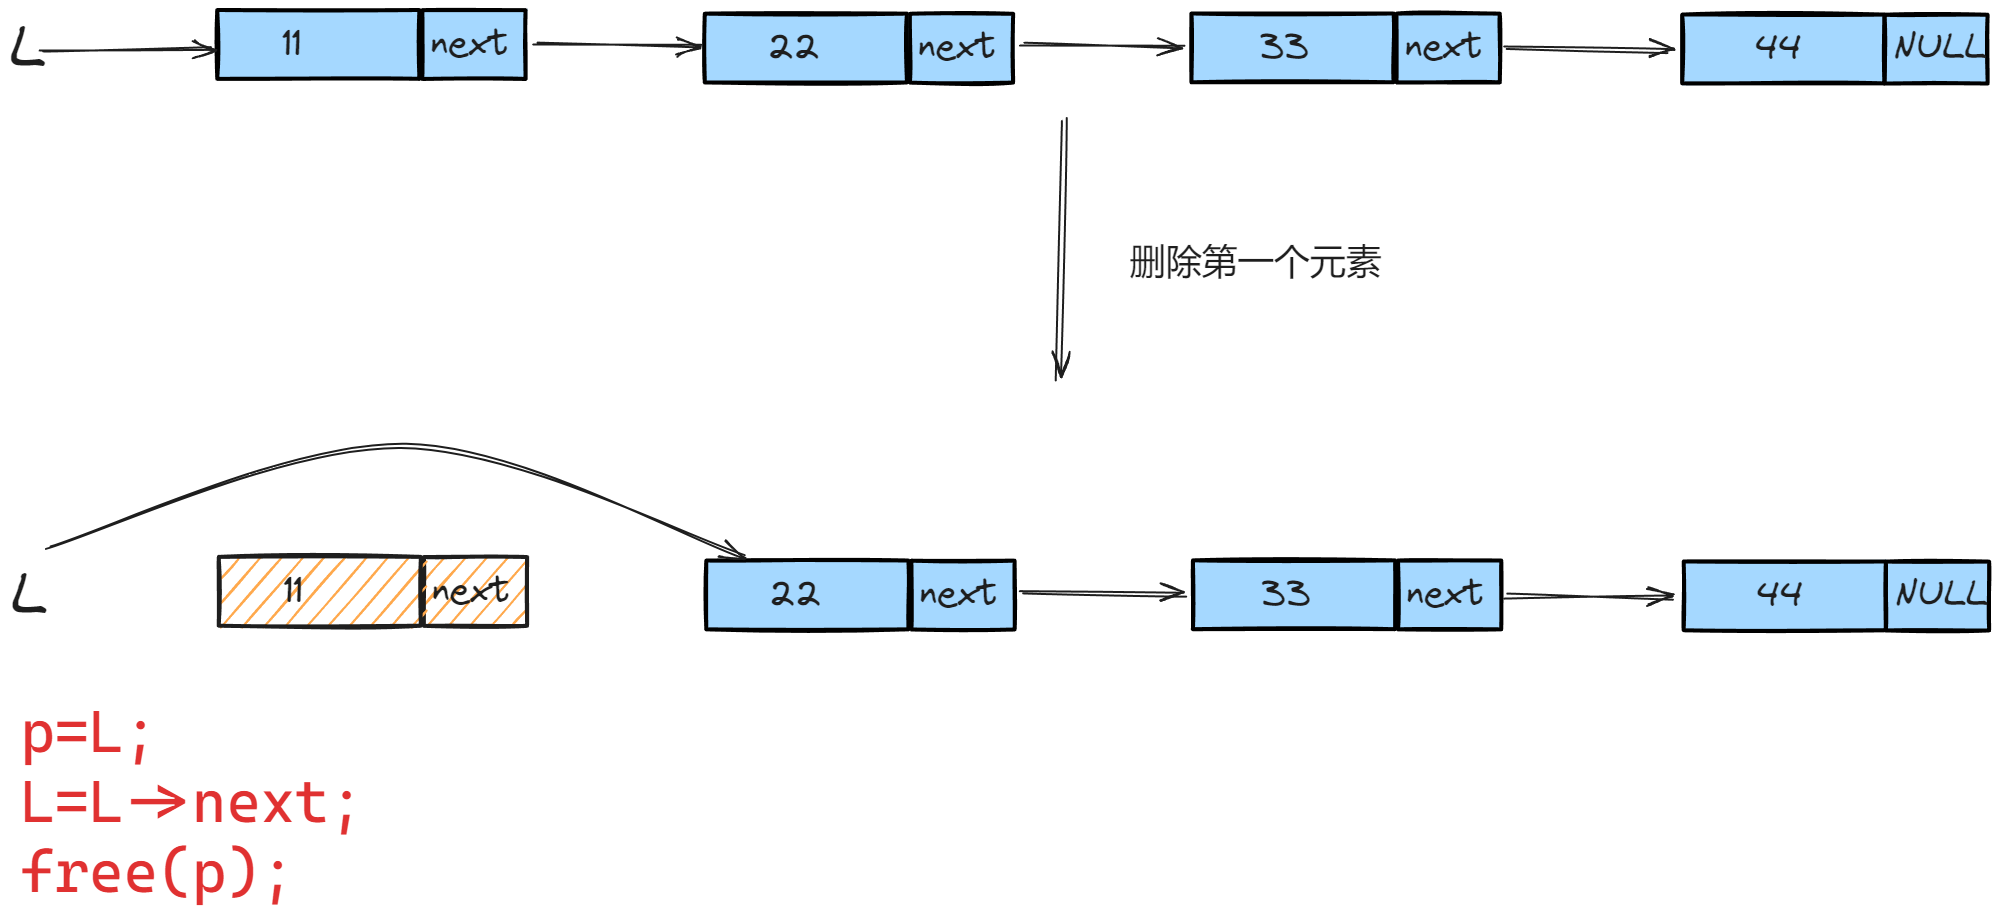 L 11 next 22 next 33 next 44 NULL
删除第一个元素
L 11 next 22 next 33 next 44 NULL
p=L;
L=L->next;
free(p);